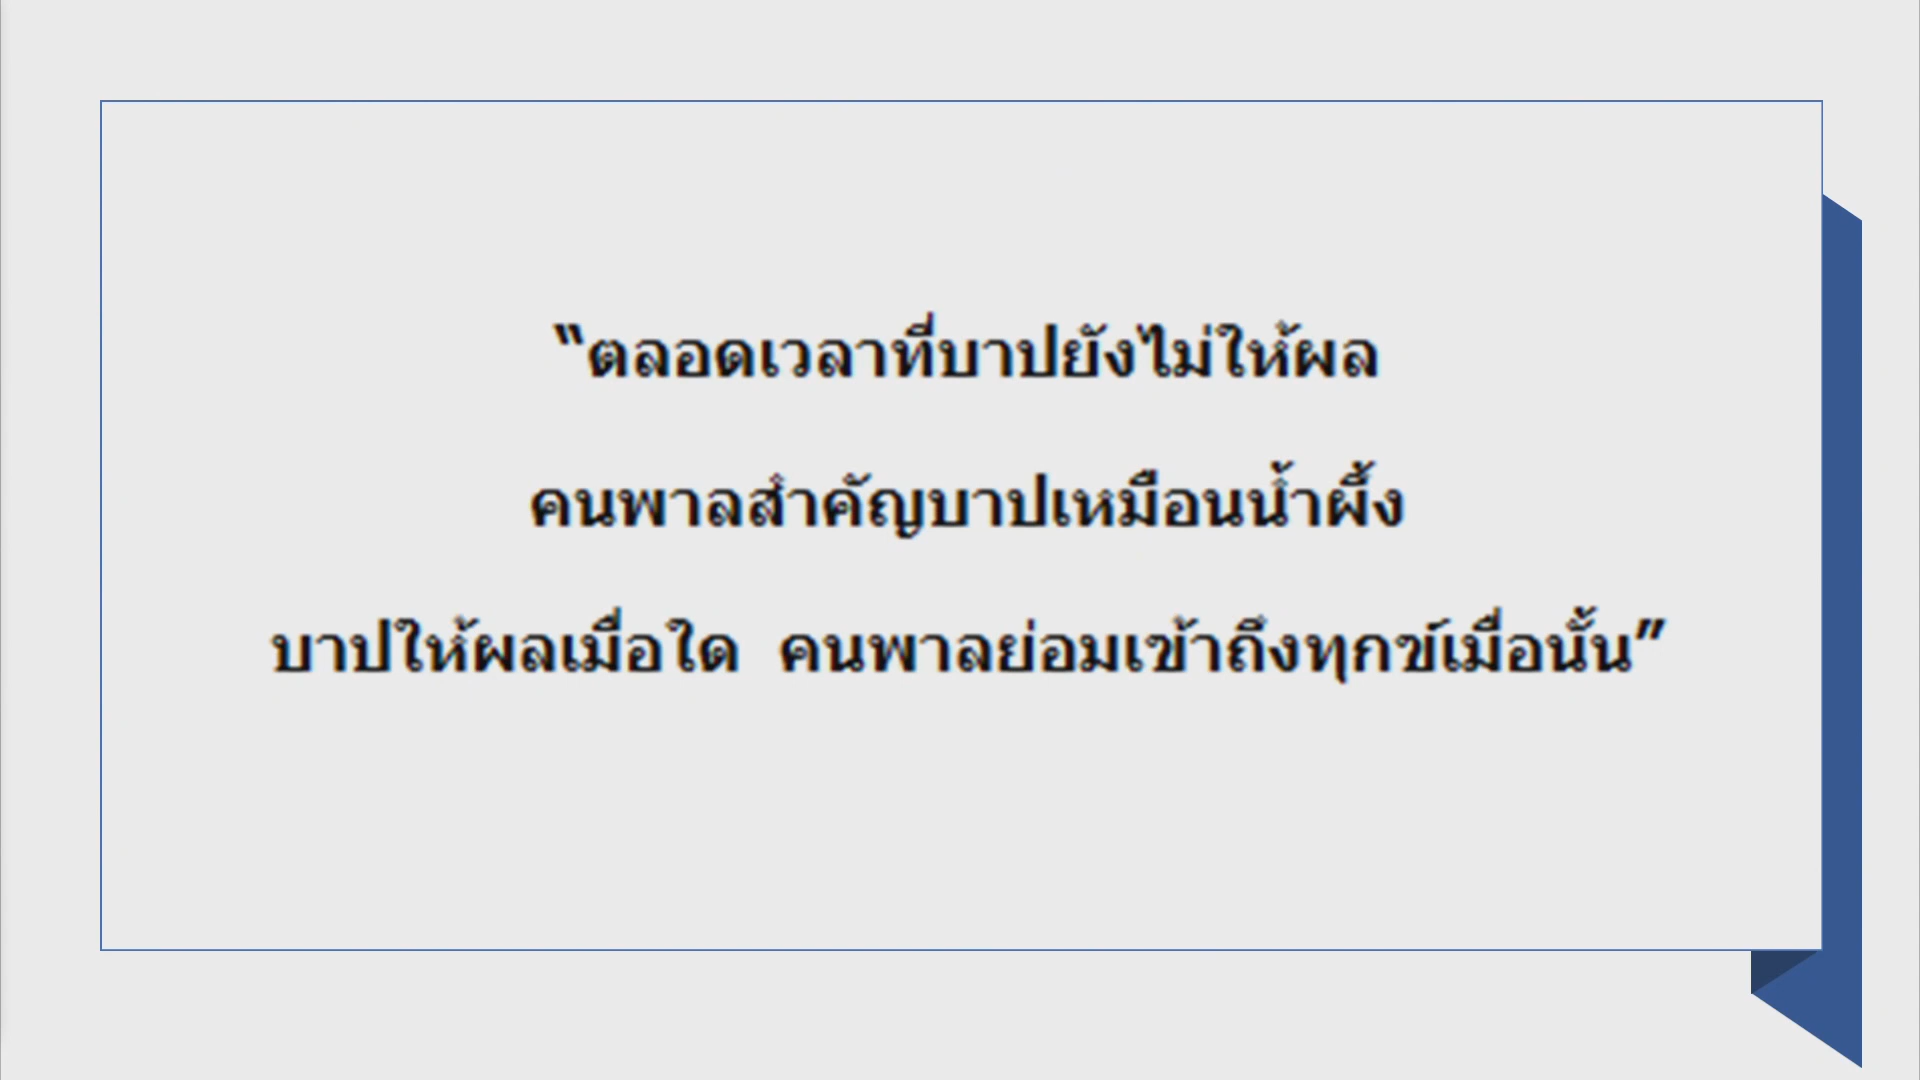 “ตลอดเวลาที่บาปยังไม่ให้ผล
คนพาลสำคัญบาปเหมือนน้ำผึ้ง
บาปให้ผลเมื่อใด คนพาลย่อมเข้าถึงทุกข์เมื่อนั้น”